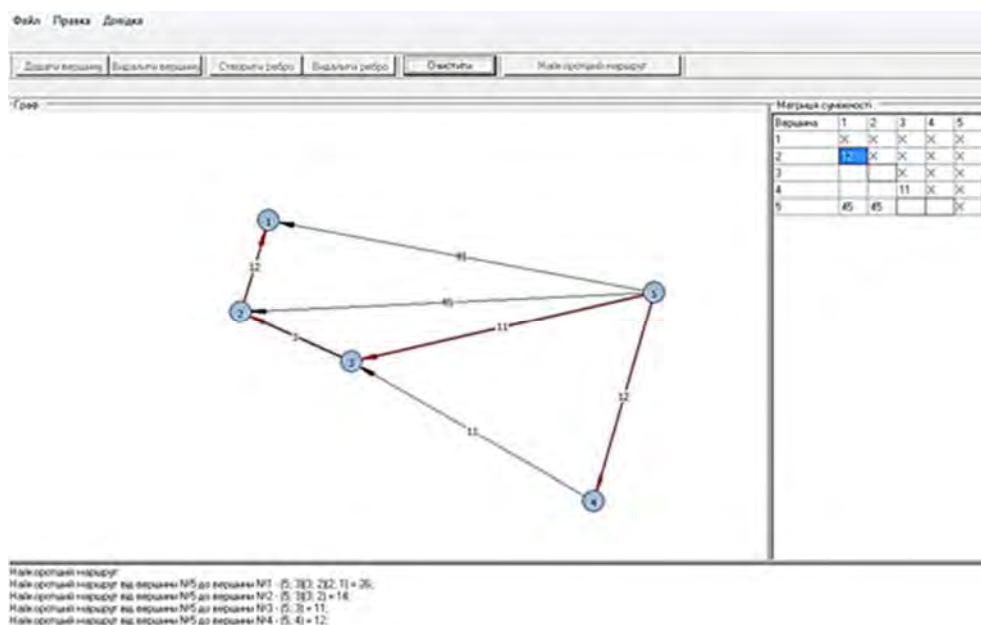 Файл Правка Довідка
Додати вершину Видалити вершину Створити ребро Видалити ребро Очистити Найкоротший маршрут
Граф
Матриця суміжності
Вершина 1 2 3 4 5
1 X X X X X
2 12 X X X X
3 X X X
4 11 X X
5 45 45 X
1
45
12
5
45
2
11
3
12
11
4
Найкоротший маршрут:
Найкоротший маршрут від вершини №5 до вершини №1 - (5; 3)(3; 2)(2; 1) = 26;
Найкоротший маршрут від вершини №5 до вершини №2 - (5; 3)(3; 2) = 14;
Найкоротший маршрут від вершини №5 до вершини №3 - (5; 3) = 11;
Найкоротший маршрут від вершини №5 до вершини №4 - (5; 4) = 12;